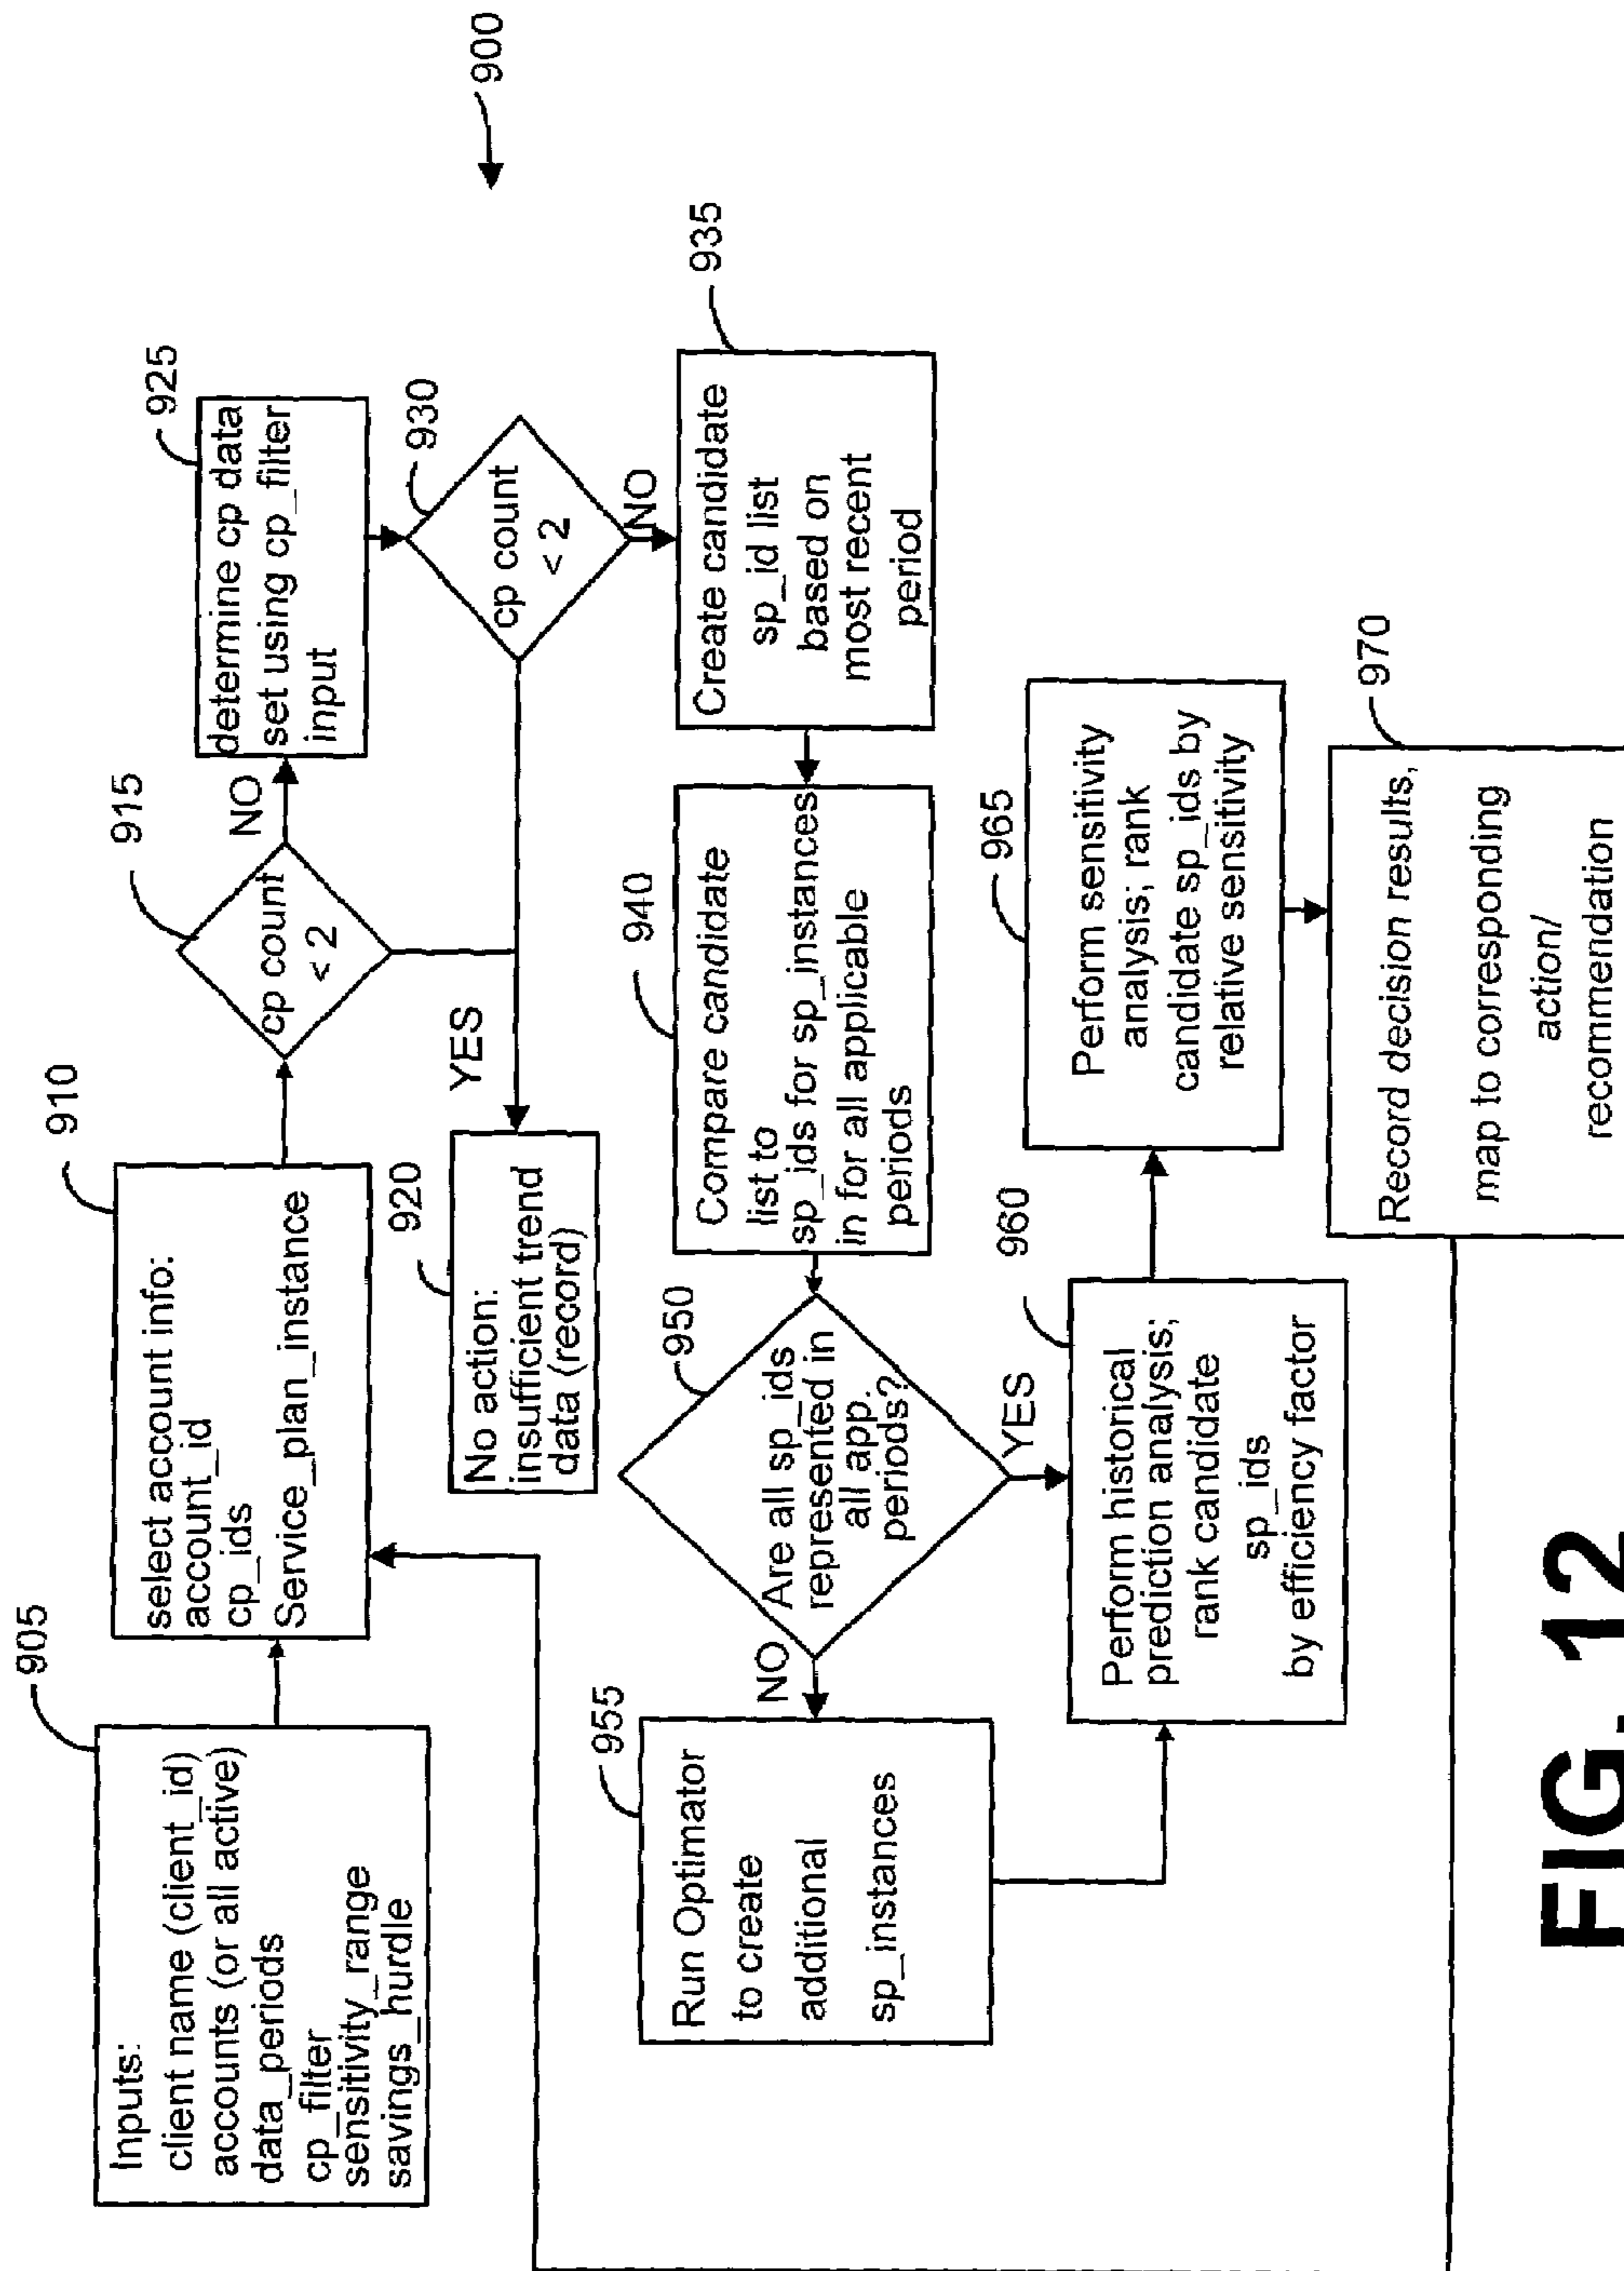 900
905
Inputs:
client name (client_id)
accounts (or all active)
data_periods
cp_filter
sensitivity_range
savings_hurdle
910
select account info:
account_id
cp_ids
Service_plan_instance
915
cp count
< 2
NO
YES
920
No action:
insufficient trend
data (record)
925
determine cp data
set using cp_filter
input
930
cp count
< 2
NO
935
Create candidate
sp_id list
based on
most recent
period
940
Compare candidate
list to
sp_ids for sp_instances
in for all applicable
periods
950
Are all sp_ids
represented in
all app.
periods?
NO
YES
955
Run Optimator
to create
additional
sp_instances
960
Perform historical
prediction analysis;
rank candidate
sp_ids
by efficiency factor
965
Perform sensitivity
analysis; rank
candidate sp_ids by
relative sensitivity
970
Record decision results,
map to corresponding
action/
recommendation
FIG. 12